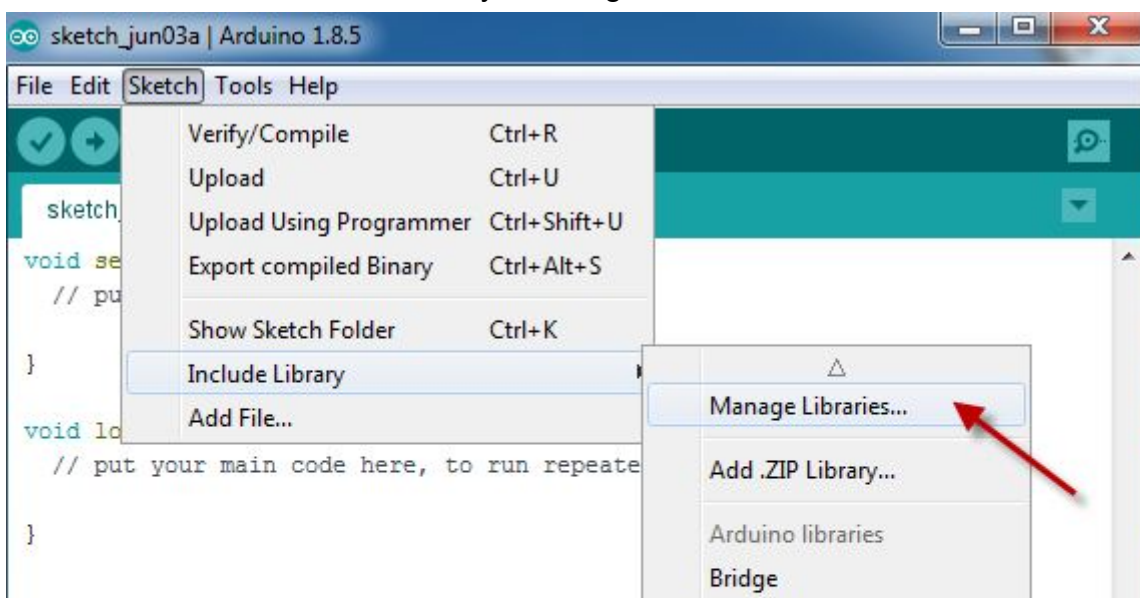 sketch_jun03a | Arduino 1.8.5
File Edit Sketch Tools Help
Verify/Compile Ctrl+R
Upload Ctrl+U
sketch_
Upload Using Programmer Ctrl+Shift+U
void se
Export compiled Binary Ctrl+Alt+S
// pu
Show Sketch Folder Ctrl+K
}
Include Library
Manage Libraries...
Add File...
void lo
// put your main code here, to run repeate
Add .ZIP Library...
}
Arduino libraries
Bridge